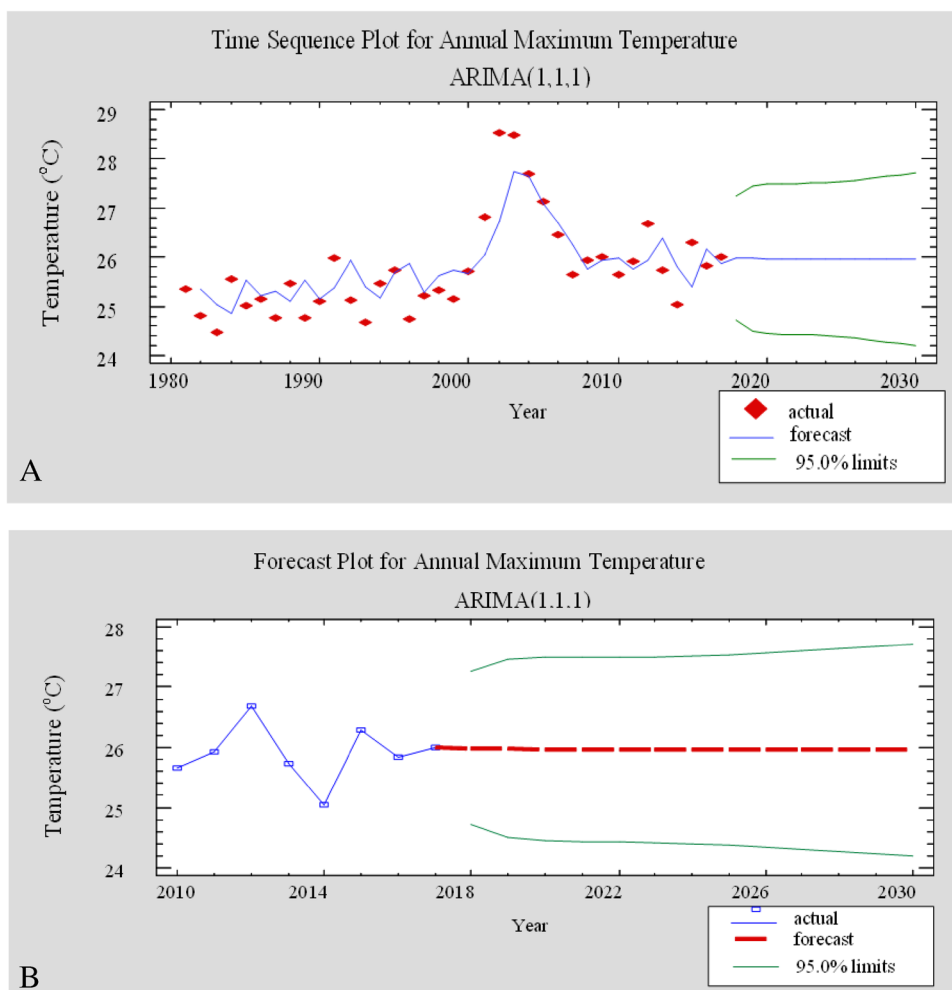 Time Sequence Plot for Annual Maximum Temperature
ARIMA(1,1,1)
Temperature (°C)
29
28
27
26
25
24
1980 1990 2000 2010 2020 2030
Year
actual
forecast
95.0% limits
A
Forecast Plot for Annual Maximum Temperature
ARIMA(1.1.1)
Temperature (°C)
28
27
26
25
24
2010 2014 2018 2022 2026 2030
Year
actual
forecast
95.0% limits
B